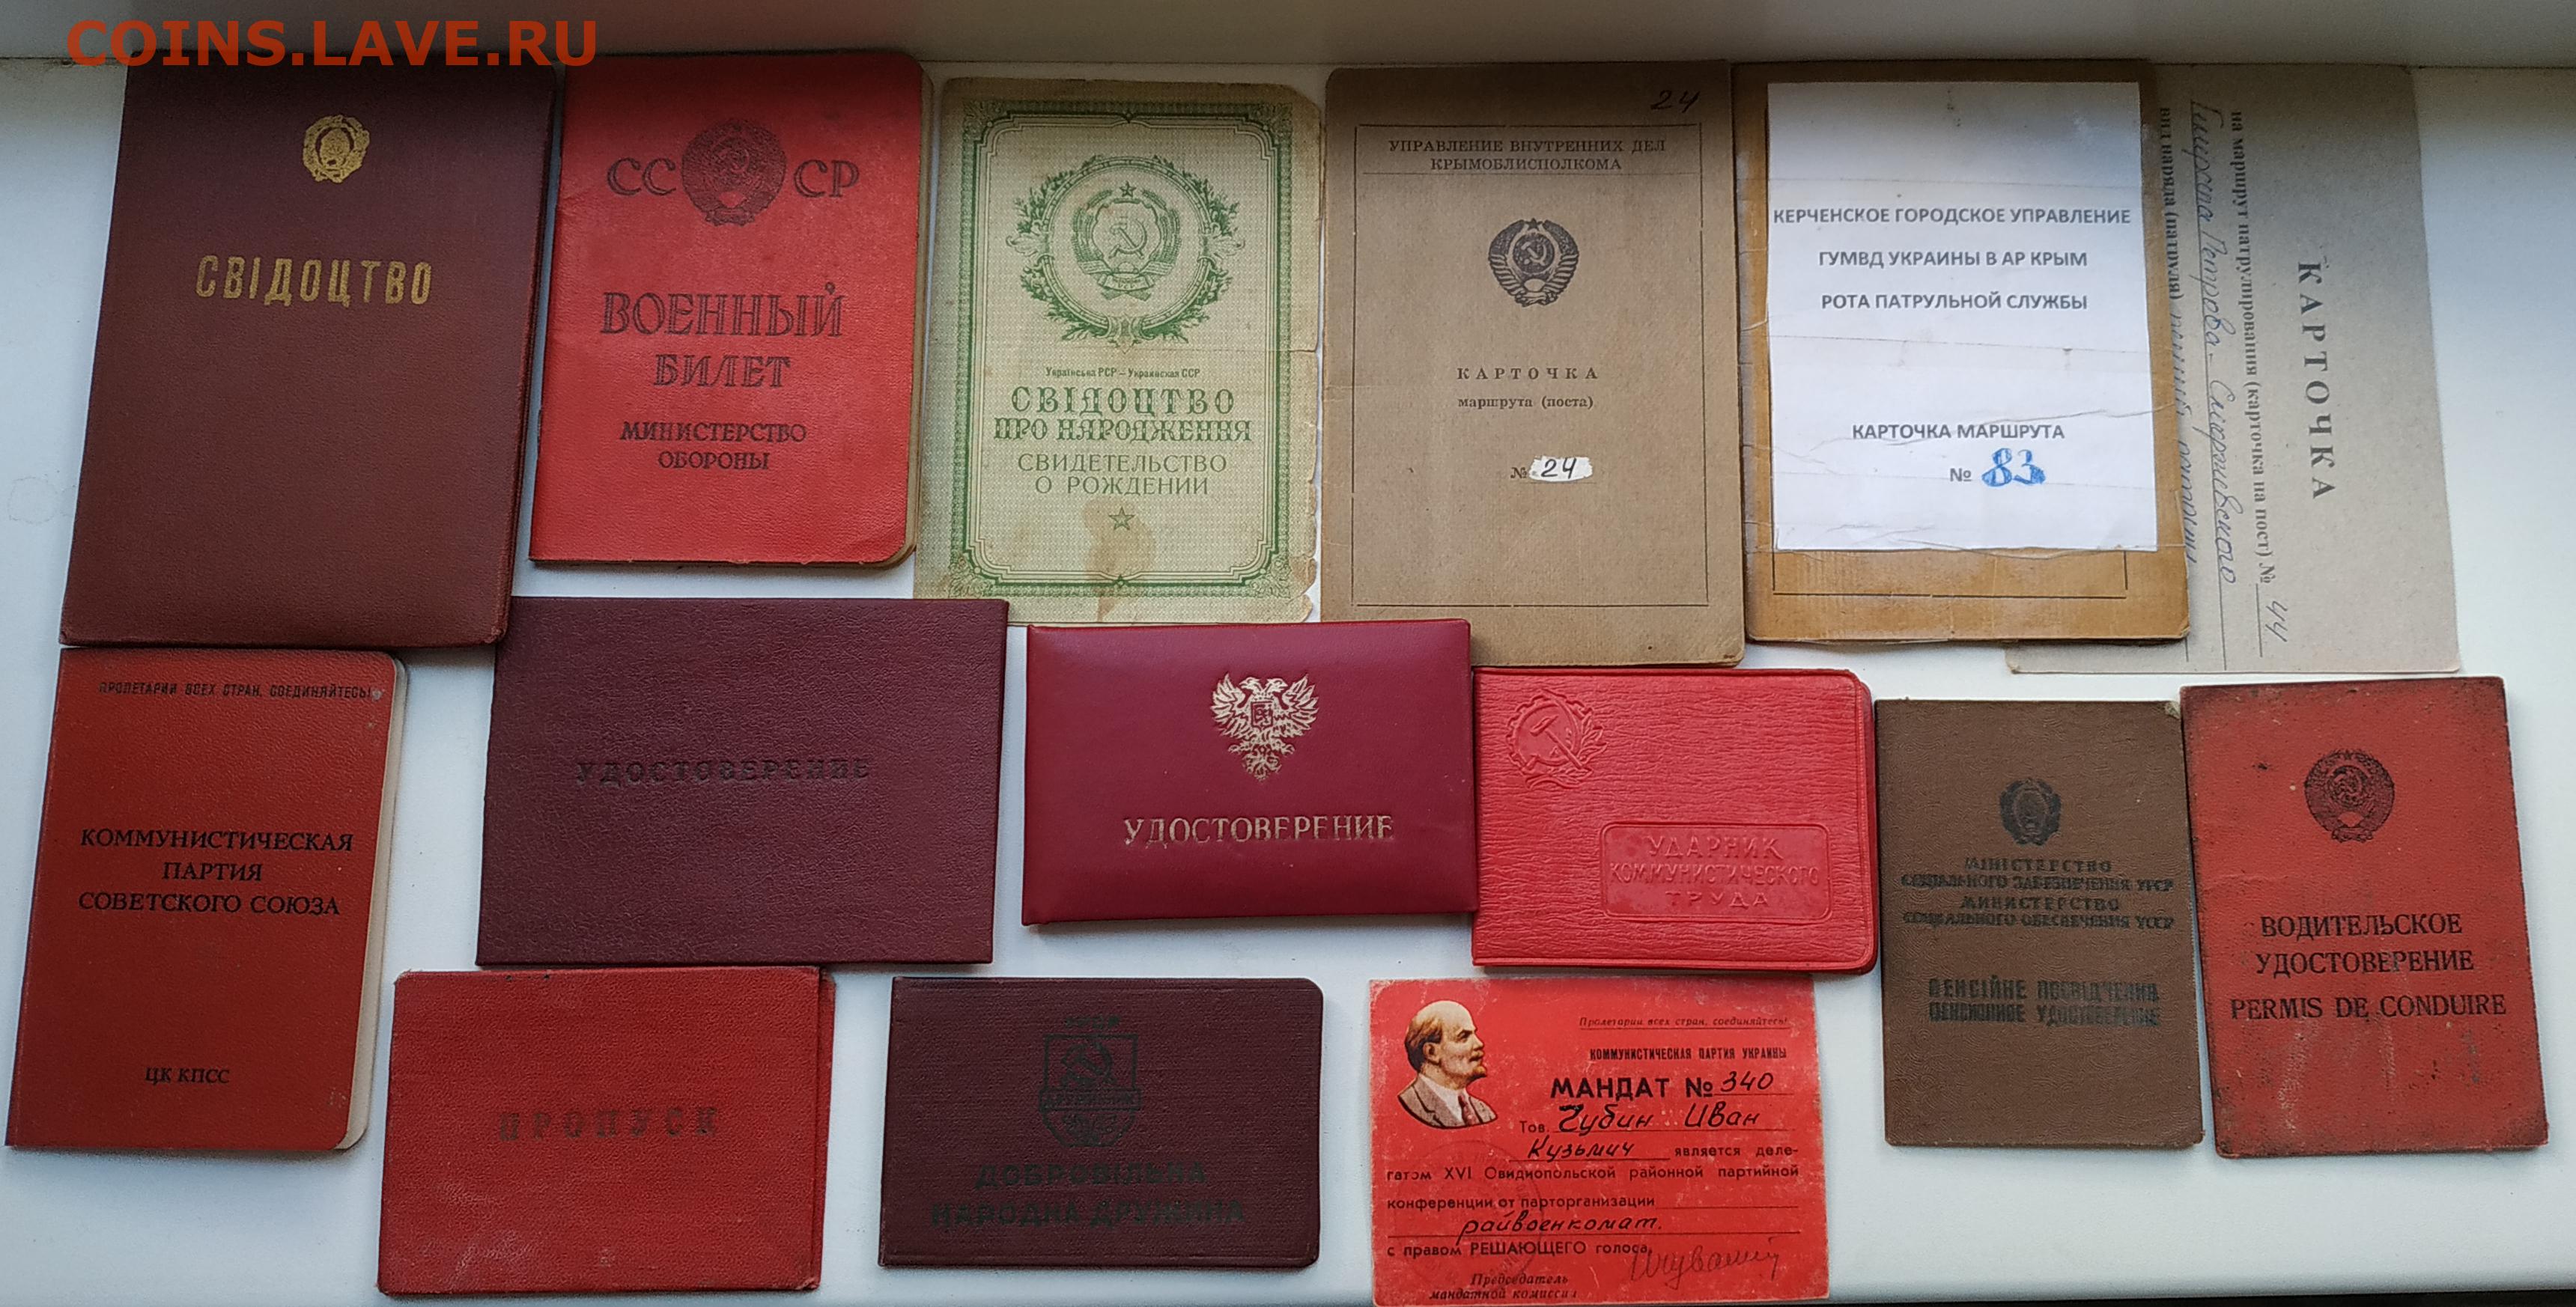 COINS.LAVE.RU
СВІДОЦТВО
СССР
ВОЕННЫЙ
БИЛЕТ
МИНИСТЕРСТВО
ОБОРОНЫ
Українська РСР – Украинская ССР
СВІДОЦТВО
ПРО НАРОДЖЕННЯ
СВИДЕТЕЛЬСТВО
О РОЖДЕНИИ
24
УПРАВЛЕНИЕ ВНУТРЕННИХ ДЕЛ
КРЫМОБЛИСПОЛКОМА
КАРТОЧКА
маршрута (поста)
№ 24
КЕРЧЕНСКОЕ ГОРОДСКОЕ УПРАВЛЕНИЕ
ГУМВД УКРАИНЫ В АР КРЫМ
РОТА ПАТРУЛЬНОЙ СЛУЖБЫ
КАРТОЧКА МАРШРУТА
№ 83
КАРТОЧКА
на маршрут патрулирования (карточка на пост) № 44
вид наряда (патруля) пеший
ПРОЛЕТАРИИ ВСЕХ СТРАН, СОЕДИНЯЙТЕСЬ!
КОММУНИСТИЧЕСКАЯ
ПАРТИЯ
СОВЕТСКОГО СОЮЗА
ЦК КПСС
УДОСТОВЕРЕНИЕ
УДОСТОВЕРЕНИЕ
УДАРНИК
КОММУНИСТИЧЕСКОГО
ТРУДА
МІНІСТЕРСТВО
СОЦІАЛЬНОГО ЗАБЕЗПЕЧЕННЯ УРСР
МИНИСТЕРСТВО
СОЦИАЛЬНОГО ОБЕСПЕЧЕНИЯ УССР
ПЕНСІЙНЕ ПОСВІДЧЕННЯ
ПЕНСИОННОЕ УДОСТОВЕРЕНИЕ
ВОДИТЕЛЬСКОЕ
УДОСТОВЕРЕНИЕ
PERMIS DE CONDUIRE
ПРОПУСК
ДРУЖИННИК
ДОБРОВІЛЬНА
НАРОДНА ДРУЖИНА
Пролетарии всех стран, соединяйтесь!
КОММУНИСТИЧЕСКАЯ ПАРТИЯ УКРАИНЫ
МАНДАТ № 340
Тов. Чубин Иван
Кузьмич является деле-
гатом XVI Овидиопольской районной партийной
конференции от парторганизации
райвоенкомат.
с правом РЕШАЮЩЕГО голоса.
Председатель
мандатной комиссии